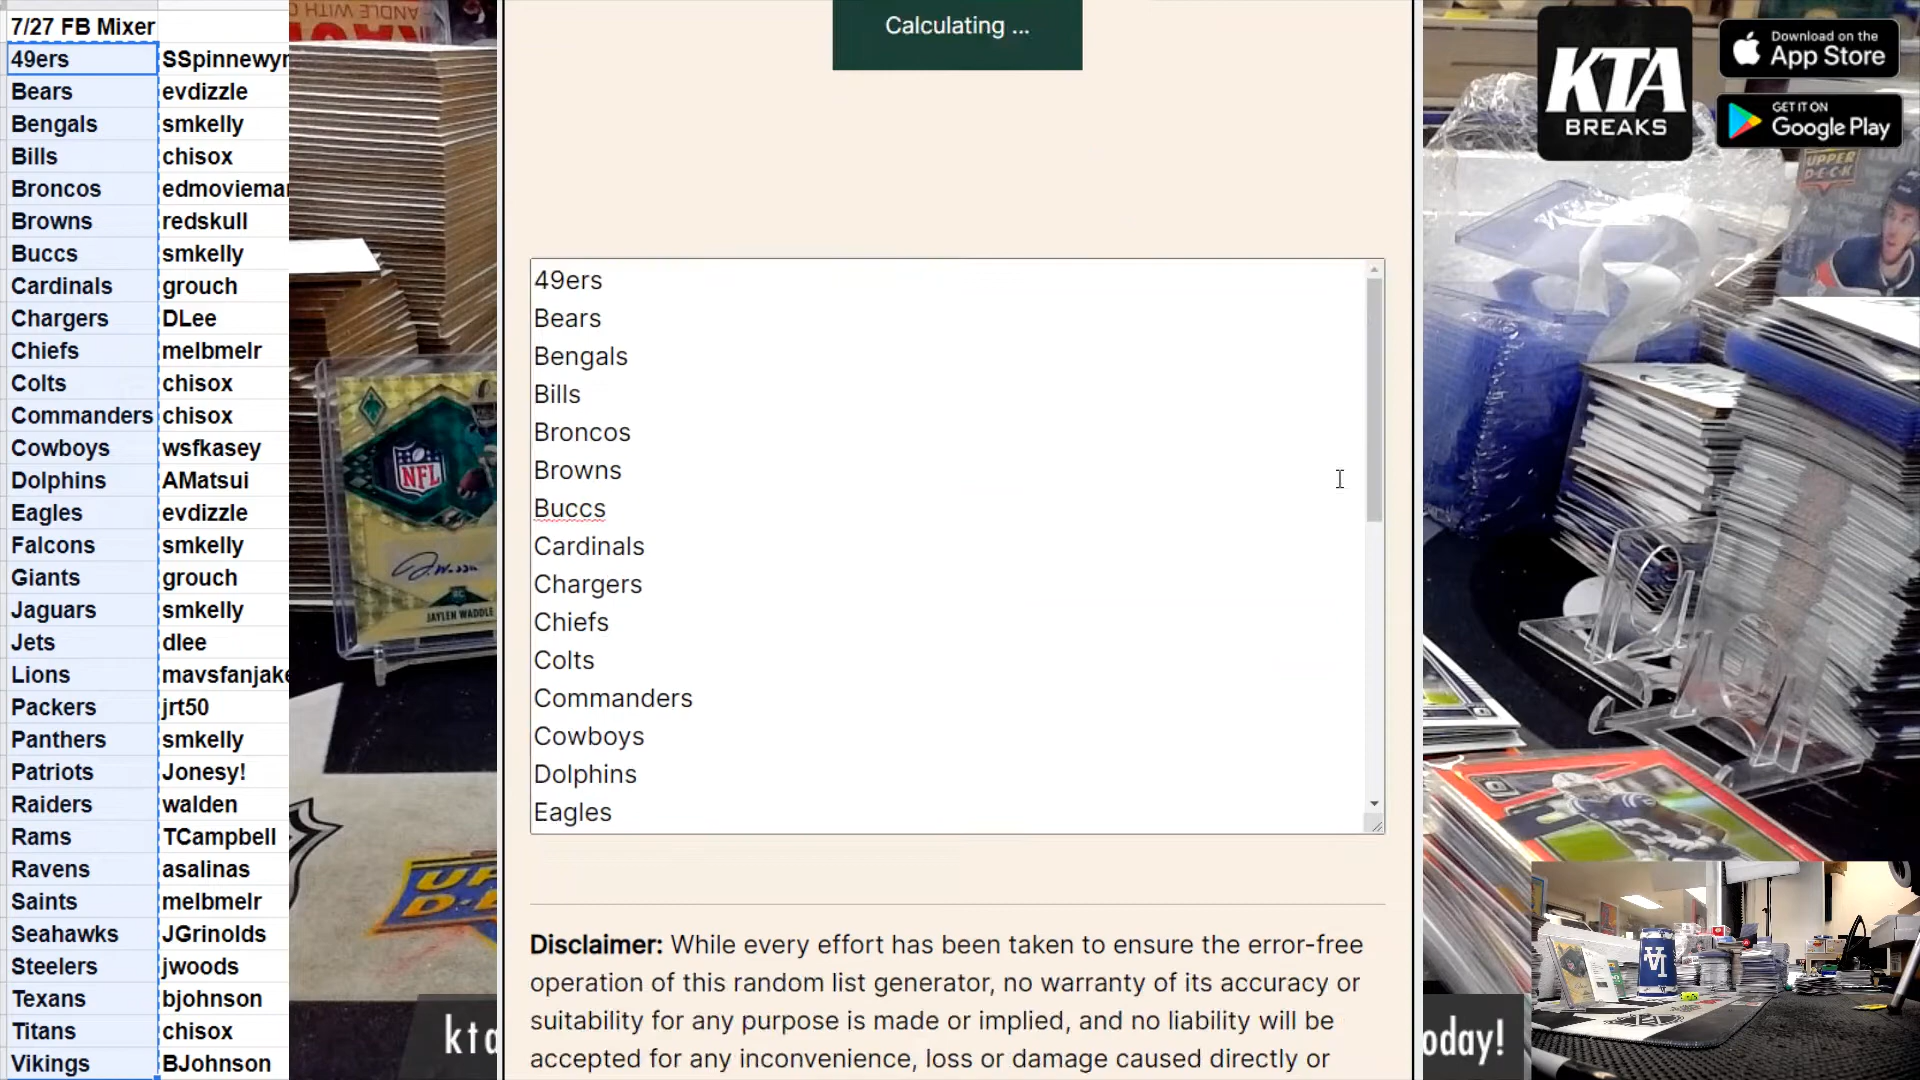 7/27 FB Mixer
49ers SSpinnewyn
Bears evdizzle
Bengals smkelly
Bills chisox
Broncos edmoviemar
Browns redskull
Buccs smkelly
Cardinals grouch
Chargers DLee
Chiefs melbmelr
Colts chisox
Commanders chisox
Cowboys wsfkasey
Dolphins AMatsui
Eagles evdizzle
Falcons smkelly
Giants grouch
Jaguars smkelly
Jets dlee
Lions mavsfanjake
Packers jrt50
Panthers smkelly
Patriots Jonesy!
Raiders walden
Rams TCampbell
Ravens asalinas
Saints melbmelr
Seahawks JGrinolds
Steelers jwoods
Texans bjohnson
Titans chisox
Vikings BJohnson
ANDLE WITH C
NFL
JAYLEN WADDLE
kta
Calculating ...
49ers
Bears
Bengals
Bills
Broncos
Browns
Buccs
Cardinals
Chargers
Chiefs
Colts
Commanders
Cowboys
Dolphins
Eagles
Disclaimer: While every effort has been taken to ensure the error-free
operation of this random list generator, no warranty of its accuracy or
suitability for any purpose is made or implied, and no liability will be
accepted for any inconvenience, loss or damage caused directly or
KTA
BREAKS
Download on the
App Store
GET IT ON
Google Play
UPPER
DECK
oday!